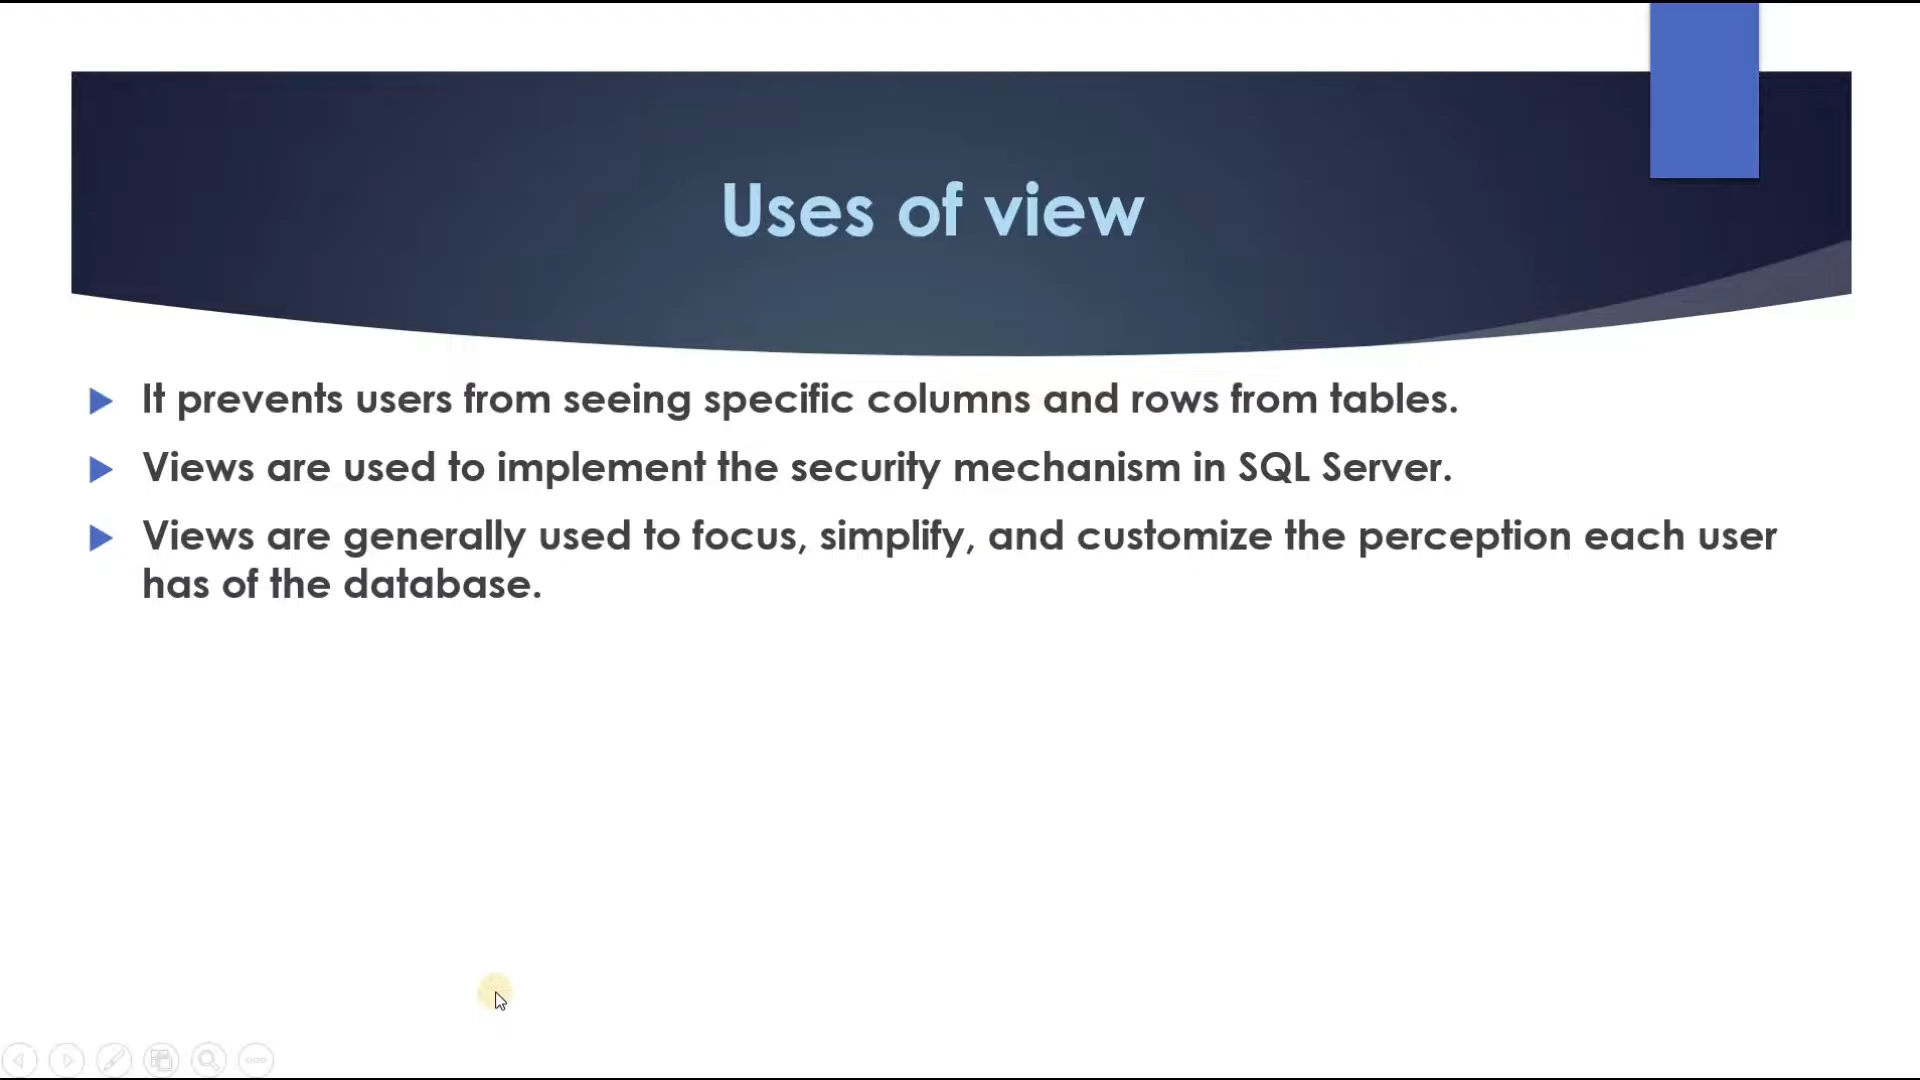 Uses of view
It prevents users from seeing specific columns and rows from tables.
Views are used to implement the security mechanism in SQL Server.
Views are generally used to focus, simplify, and customize the perception each user
has of the database.